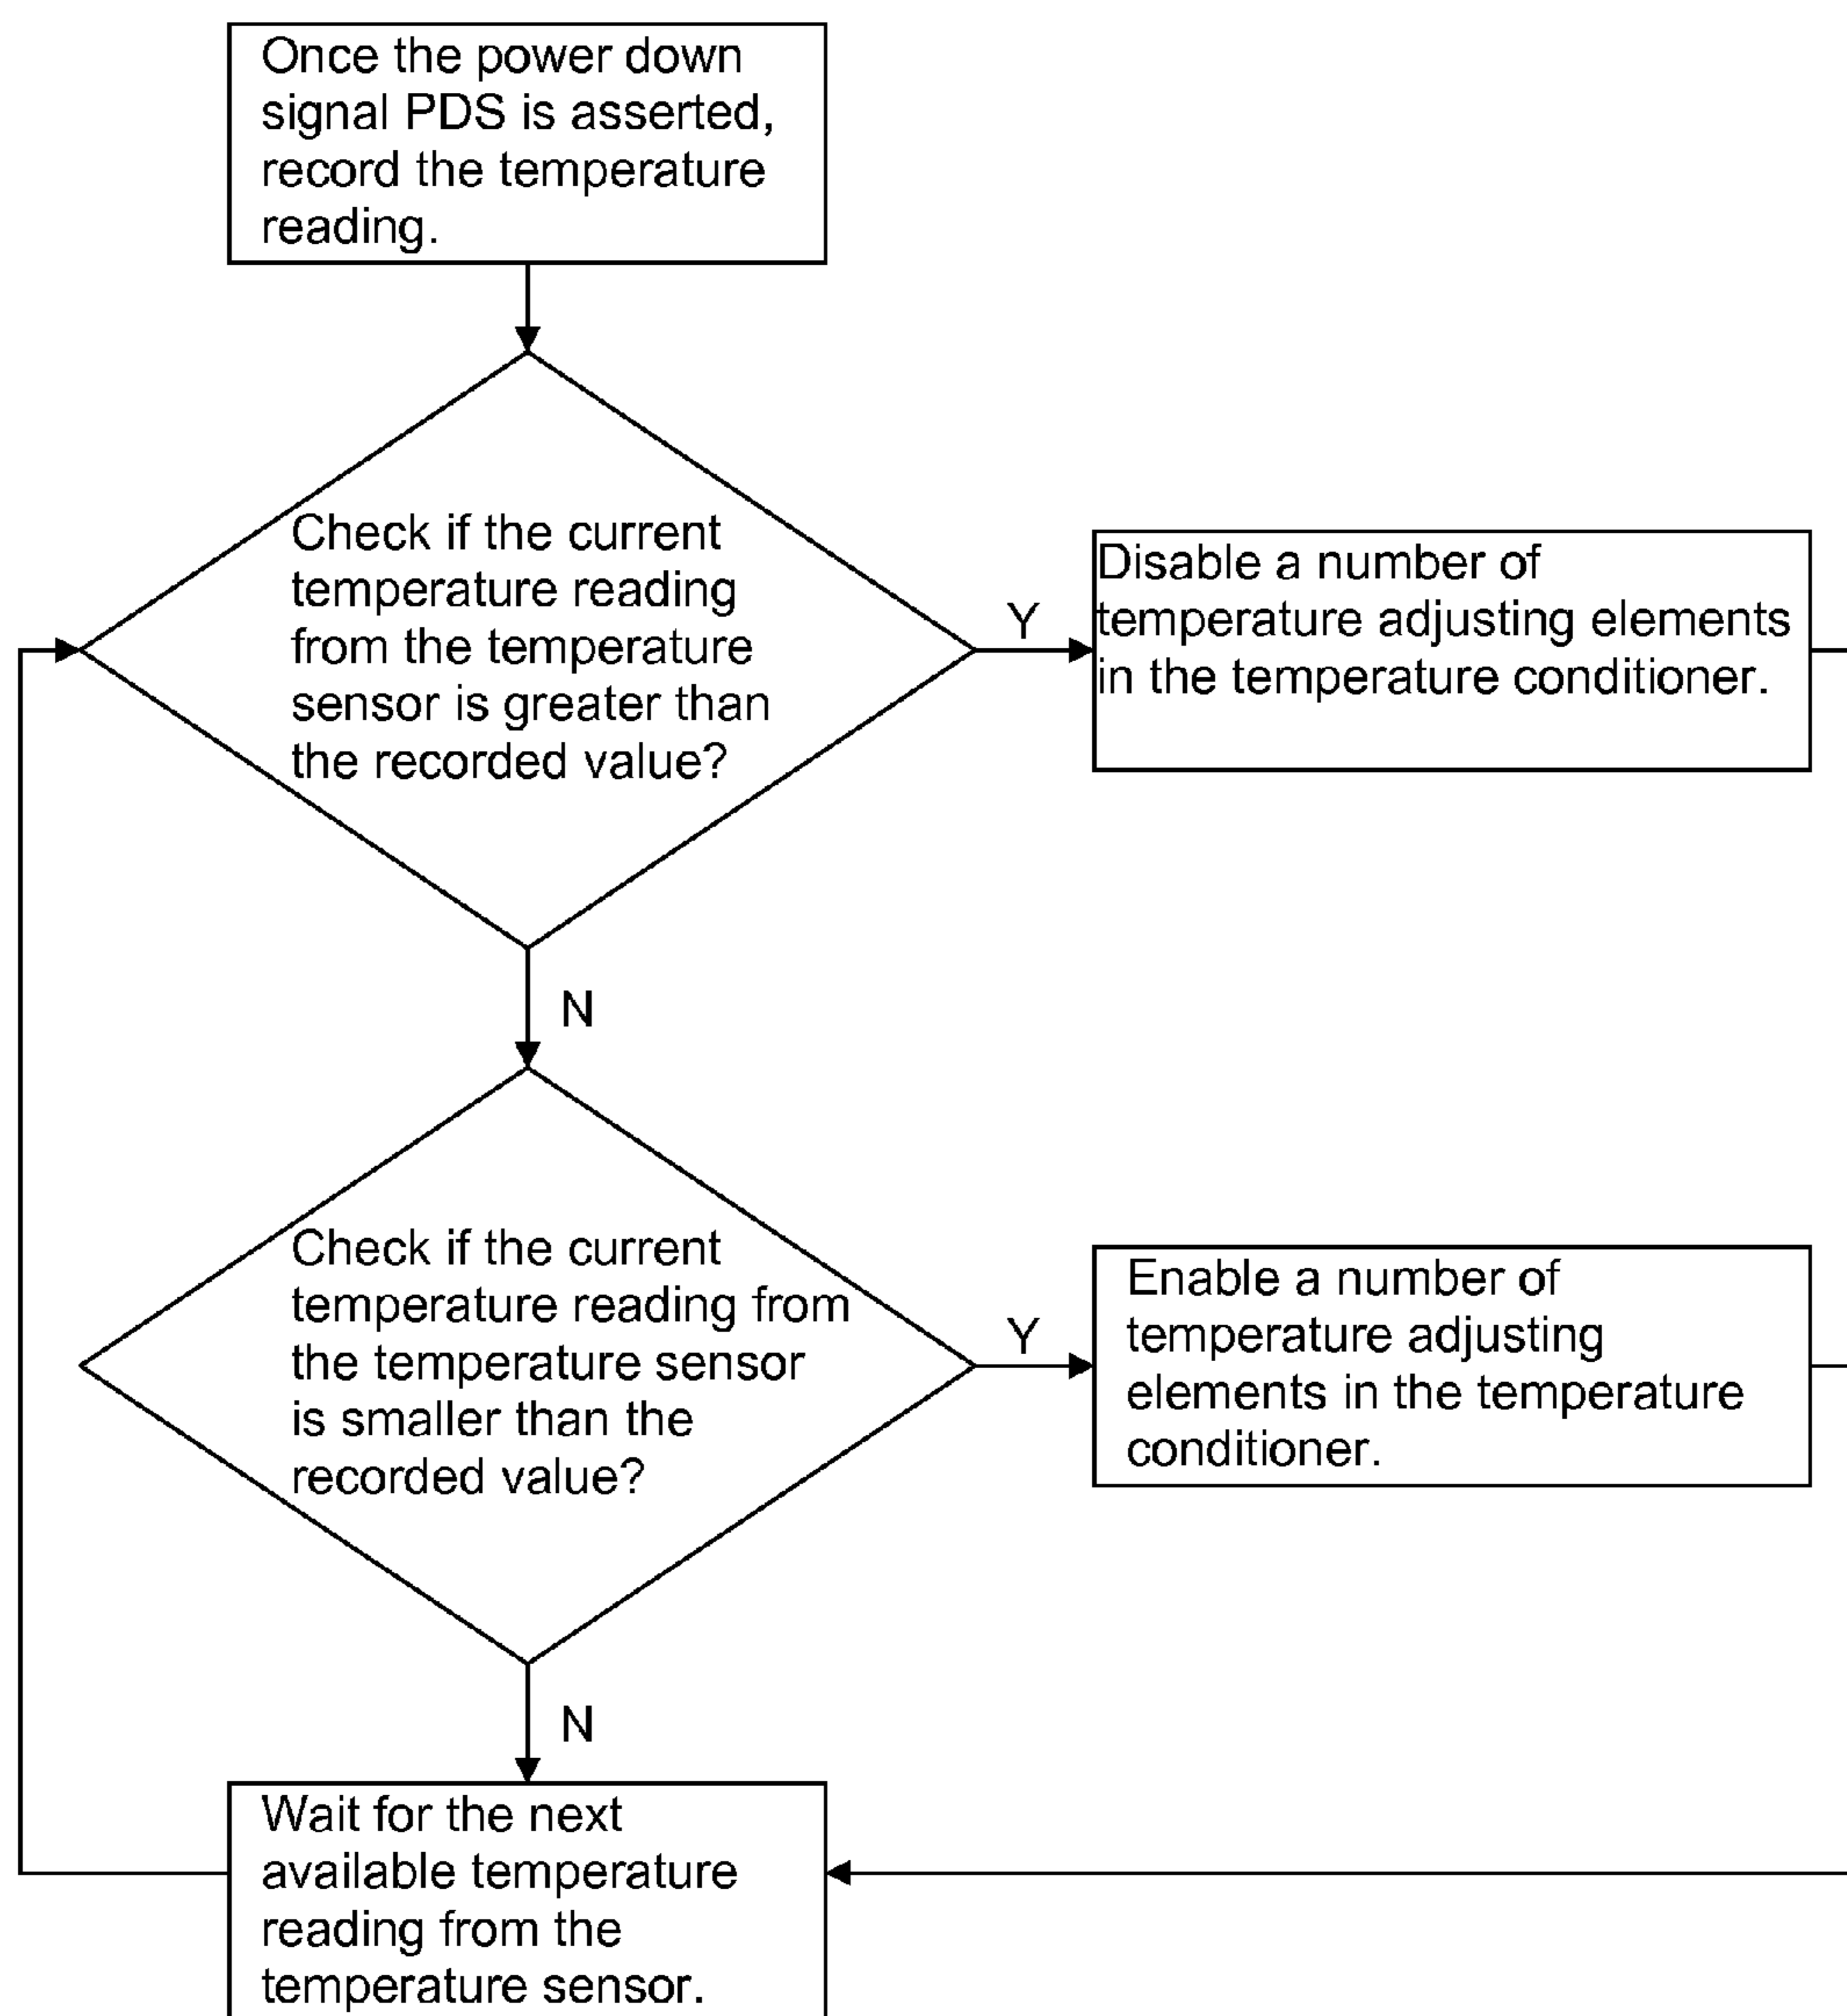 Once the power down
signal PDS is asserted,
record the temperature
reading.
Check if the current
temperature reading
from the temperature
sensor is greater than
the recorded value?
Y
Disable a number of
temperature adjusting elements
in the temperature conditioner.
N
Check if the current
temperature reading from
the temperature sensor
is smaller than the
recorded value?
Y
Enable a number of
temperature adjusting
elements in the temperature
conditioner.
N
Wait for the next
available temperature
reading from the
temperature sensor.